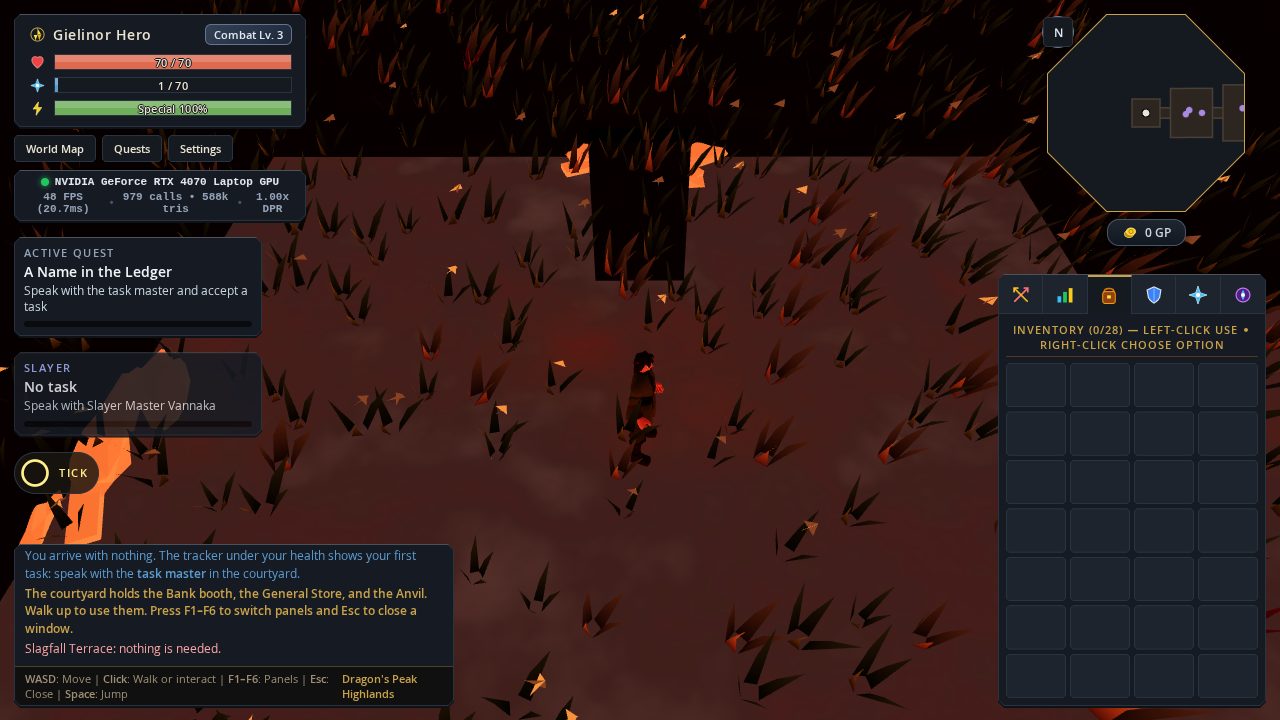 Gielinor Hero
Combat Lv. 3
70 / 70
1 / 70
Special 100%
World Map
Quests
Settings
NVIDIA GeForce RTX 4070 Laptop GPU
48 FPS (20.7ms) • 979 calls • 588k tris • 1.00x DPR
ACTIVE QUEST
A Name in the Ledger
Speak with the task master and accept a
task
SLAYER
No task
Speak with Slayer Master Vannaka
TICK
You arrive with nothing. The tracker under your health shows your first
task: speak with the task master in the courtyard.
The courtyard holds the Bank booth, the General Store, and the Anvil.
Walk up to use them. Press F1–F6 to switch panels and Esc to close a
window.
Slagfall Terrace: nothing is needed.
WASD: Move | Click: Walk or interact | F1–F6: Panels | Esc:
Close | Space: Jump
Dragon's Peak
Highlands
N
0 GP
INVENTORY (0/28) — LEFT-CLICK USE •
RIGHT-CLICK CHOOSE OPTION